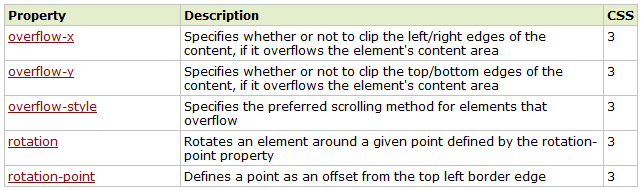 Property Description CSS
overflow-x Specifies whether or not to clip the left/right edges of the 3
content, if it overflows the element's content area
overflow-y Specifies whether or not to clip the top/bottom edges of the 3
content, if it overflows the element's content area
overflow-style Specifies the preferred scrolling method for elements that 3
overflow
rotation Rotates an element around a given point defined by the rotation- 3
point property
rotation-point Defines a point as an offset from the top left border edge 3